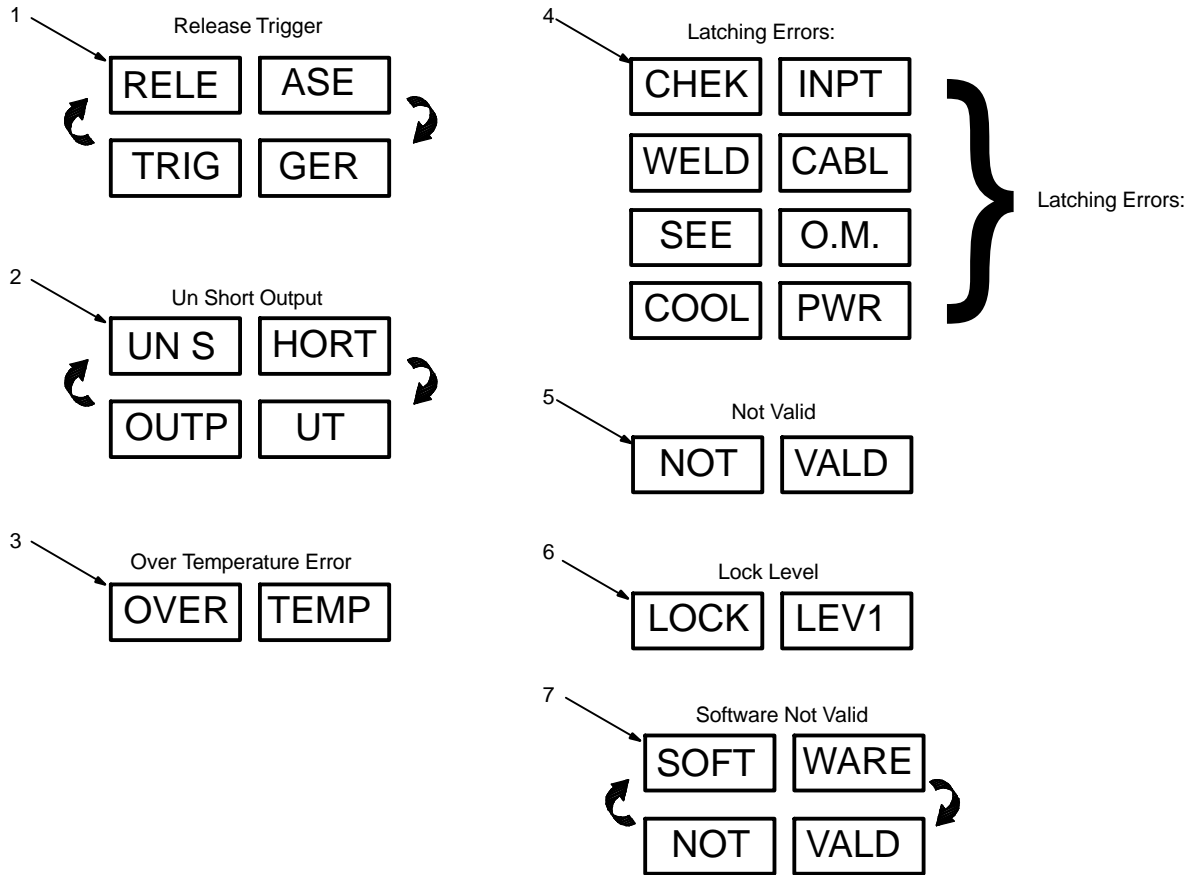 1
Release Trigger
RELE ASE
TRIG GER
2
Un Short Output
UN S HORT
OUTP UT
3
Over Temperature Error
OVER TEMP
4
Latching Errors:
CHEK INPT
WELD CABL
SEE O.M.
COOL PWR
Latching Errors:
5
Not Valid
NOT VALD
6
Lock Level
LOCK LEV1
7
Software Not Valid
SOFT WARE
NOT VALD